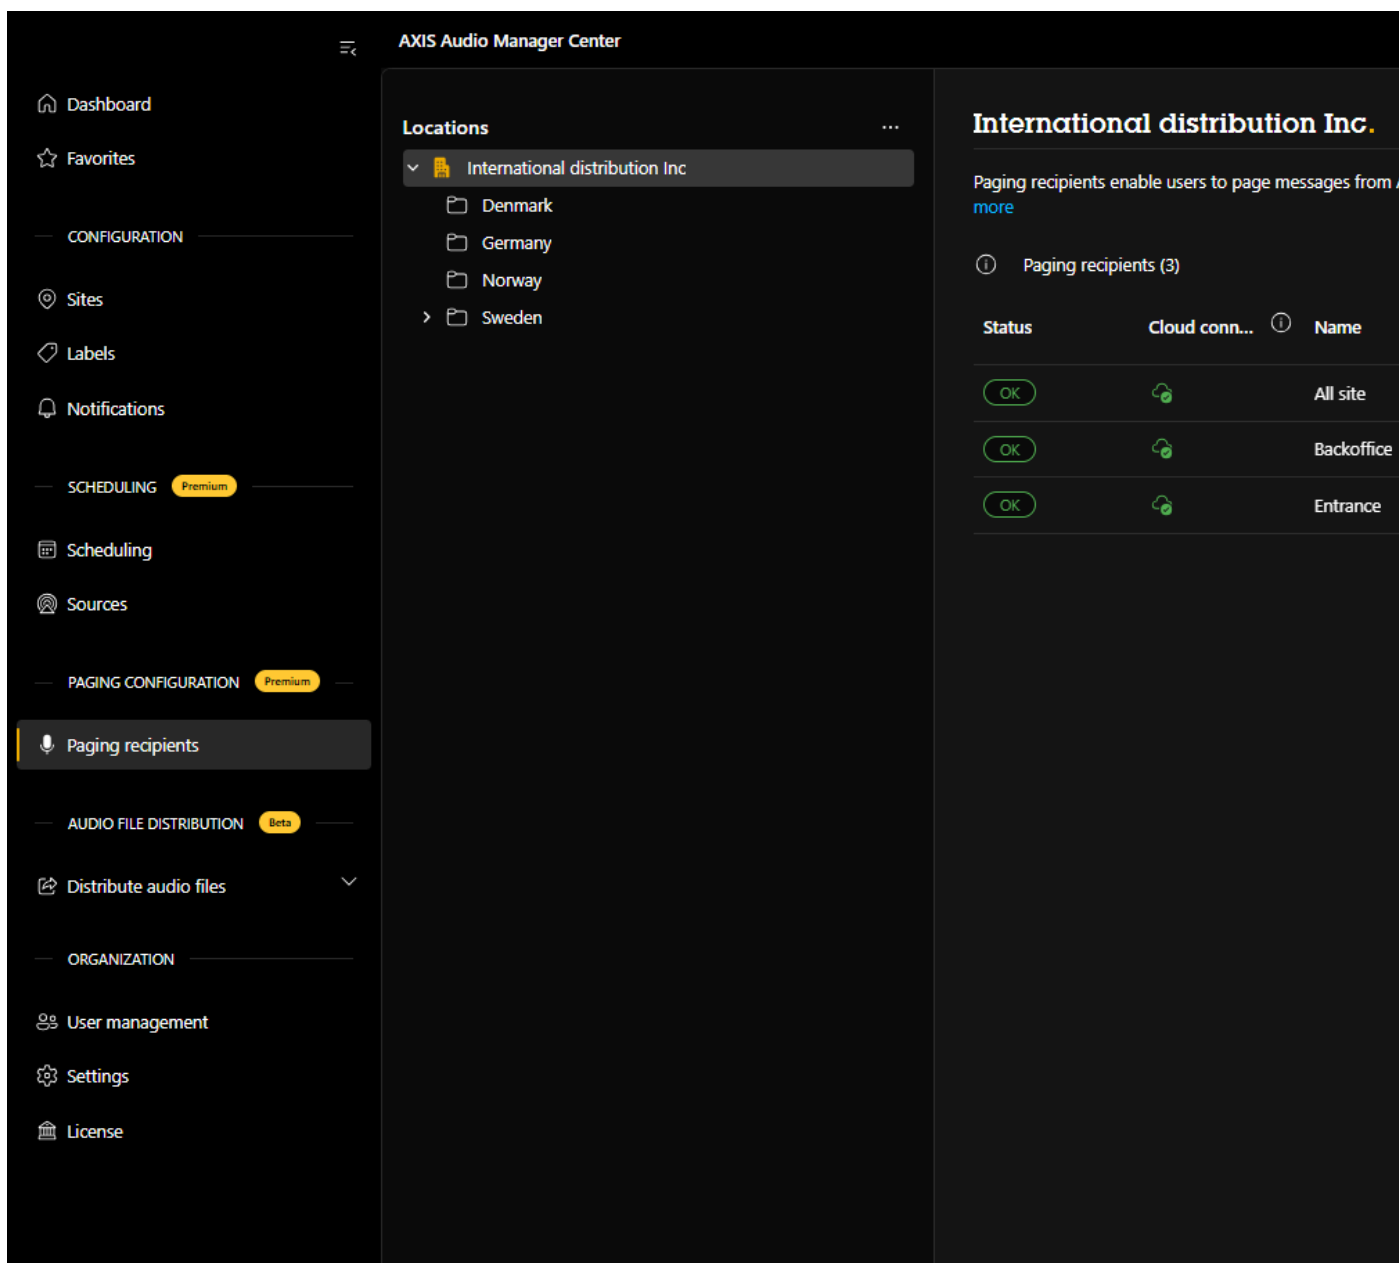 AXIS Audio Manager Center
Dashboard
Favorites
CONFIGURATION
Sites
Labels
Notifications
SCHEDULING Premium
Scheduling
Sources
PAGING CONFIGURATION Premium
Paging recipients
AUDIO FILE DISTRIBUTION Beta
Distribute audio files
ORGANIZATION
User management
Settings
License
Locations ...
International distribution Inc
Denmark
Germany
Norway
Sweden
International distribution Inc.
Paging recipients enable users to page messages from
more
Paging recipients (3)
Status Cloud conn... Name
OK All site
OK Backoffice
OK Entrance